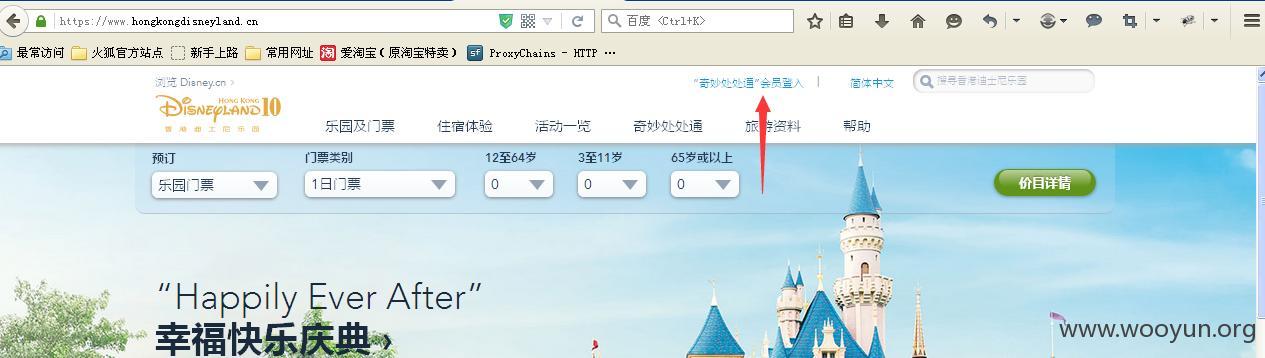 https://www.hongkongdisneyland.cn
百度 <Ctrl+K>
最常访问 火狐官方站点 新手上路 常用网址 淘 爱淘宝（原淘宝特卖） sf ProxyChains - HTTP …
浏览 Disney.cn ›
“奇妙处处通”会员登入 | 简体中文 搜寻香港迪士尼乐园
HONG KONG
DISNEYLAND 10
香港迪士尼乐园
乐园及门票 住宿体验 活动一览 奇妙处处通 旅游资料 帮助
预订 门票类别 12至64岁 3至11岁 65岁或以上
乐园门票 1日门票 0 0 0 价目详情
“Happily Ever After”
幸福快乐庆典 ›
www.wooyun.org